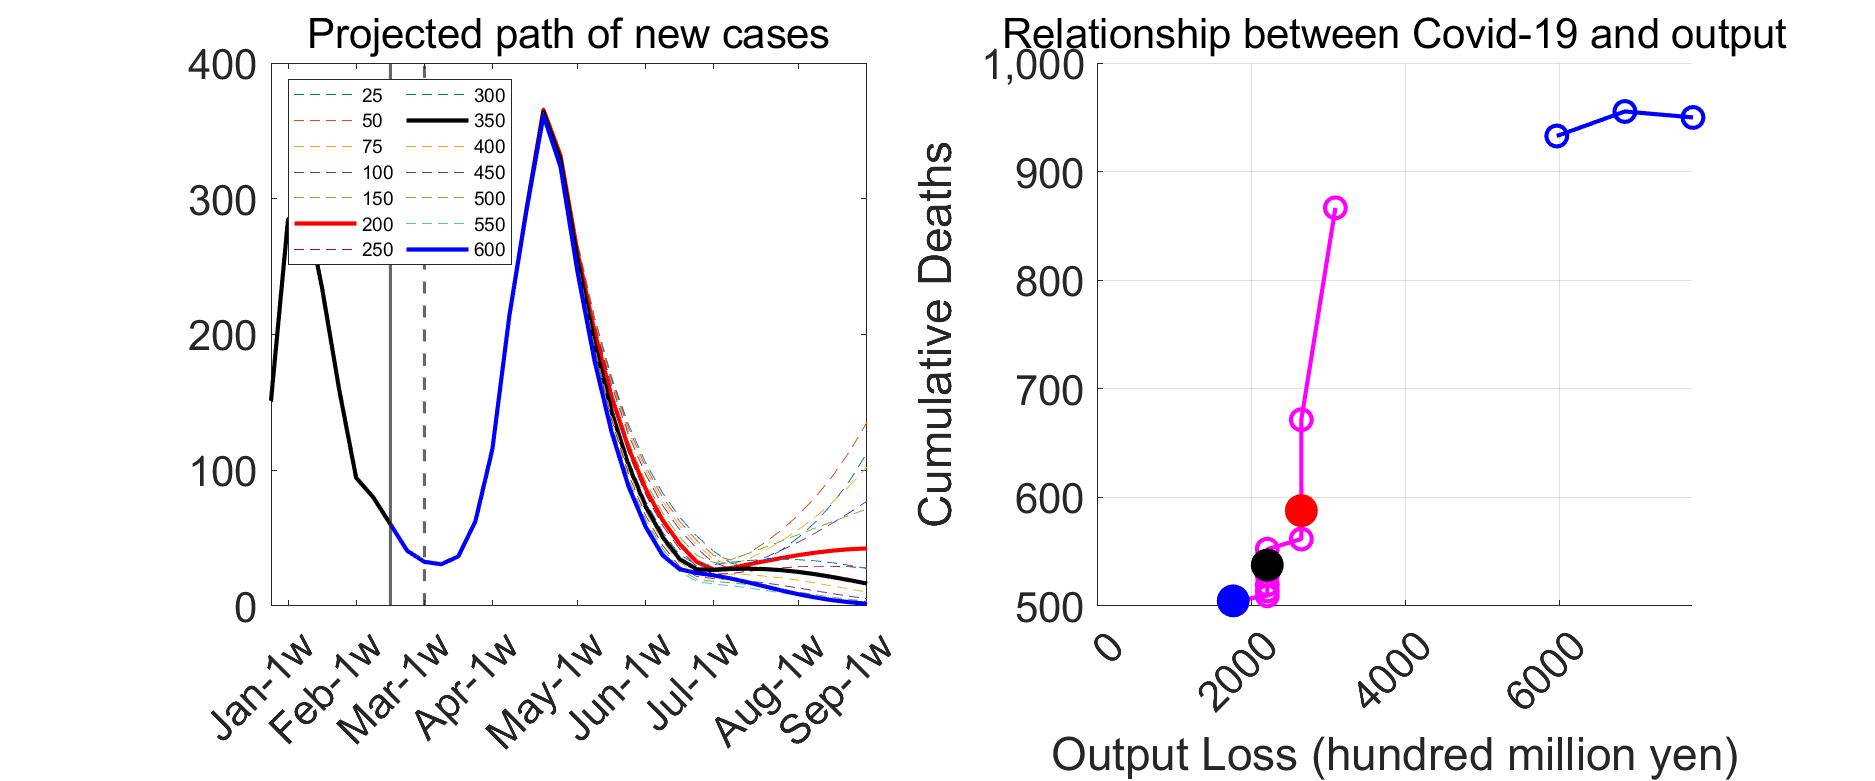 Projected path of new cases
400
300
200
100
0
25 300
50 350
75 400
100 450
150 500
200 550
250 600
Jan-1w
Feb-1w
Mar-1w
Apr-1w
May-1w
Jun-1w
Jul-1w
Aug-1w
Sep-1w
Relationship between Covid-19 and output
1,000
900
800
700
600
500
Cumulative Deaths
0
2000
4000
6000
Output Loss (hundred million yen)